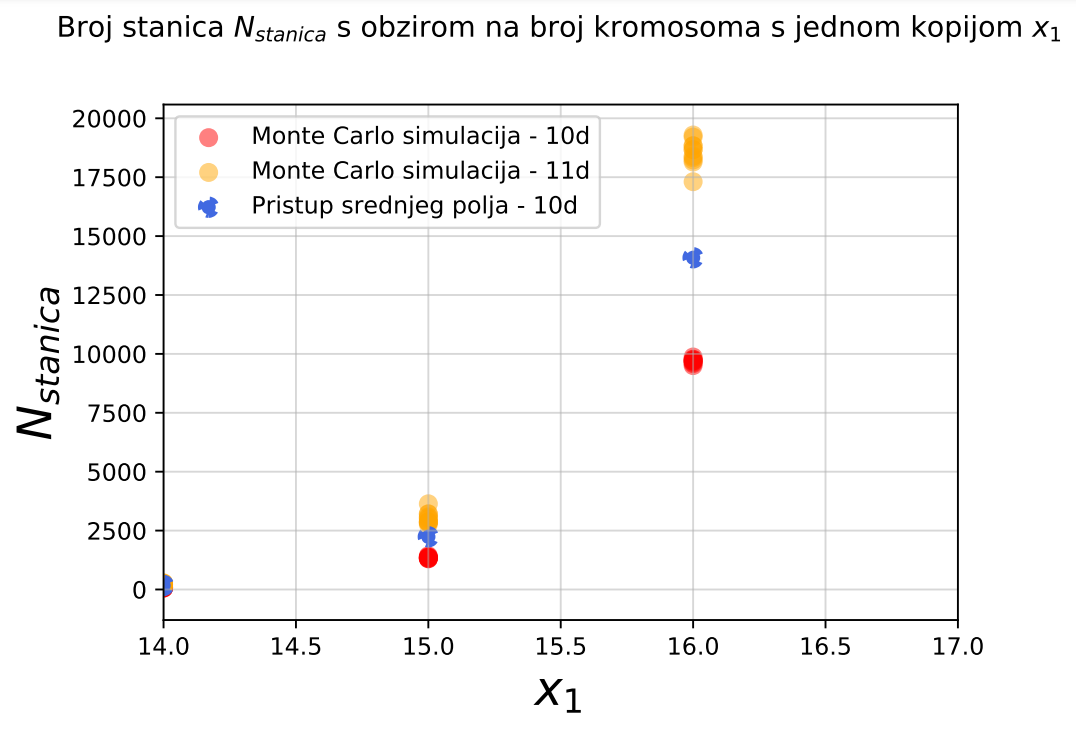 Broj stanica N_stanica s obzirom na broj kromosoma s jednom kopijom x_1
20000
17500
15000
12500
10000
7500
5000
2500
0
Monte Carlo simulacija - 10d
Monte Carlo simulacija - 11d
Pristup srednjeg polja - 10d
N_stanica
14.0 14.5 15.0 15.5 16.0 16.5 17.0
x_1